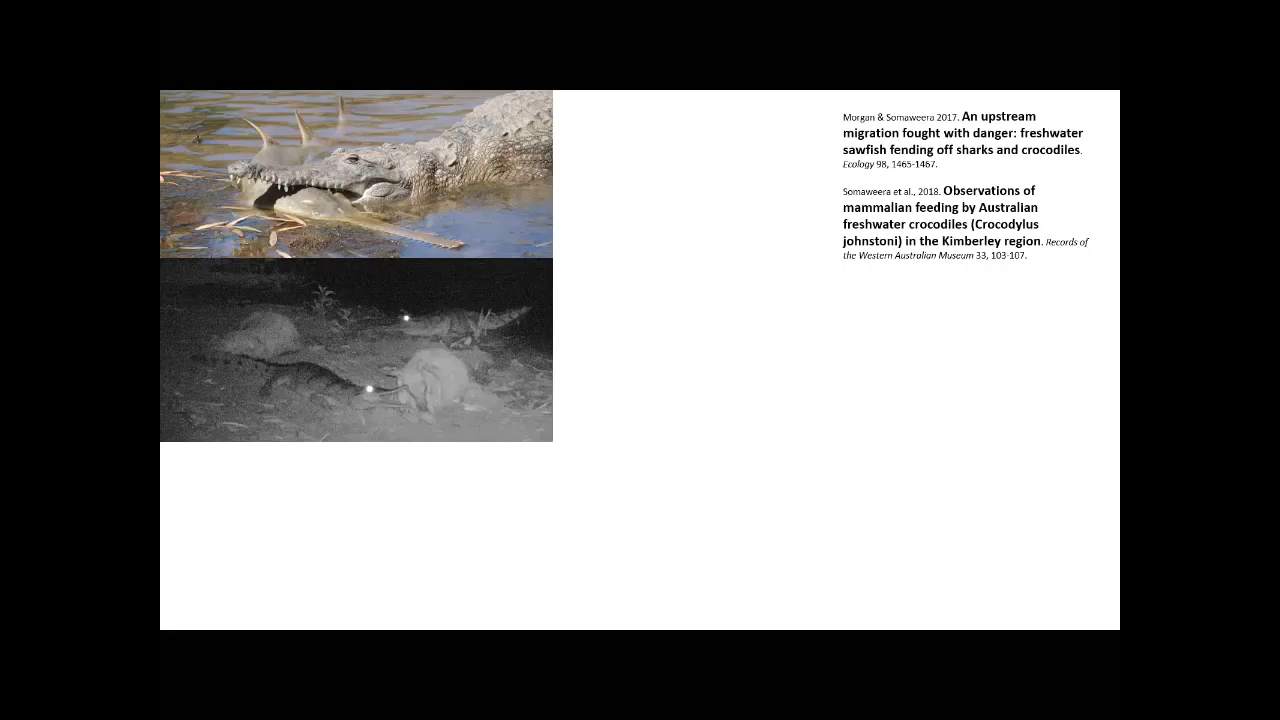 Morgan & Somaweera 2017. An upstream
migration fought with danger: freshwater
sawfish fending off sharks and crocodiles.
Ecology 98, 1465-1467.
Somaweera et al., 2018. Observations of
mammalian feeding by Australian
freshwater crocodiles (Crocodylus
johnstoni) in the Kimberley region. Records of
the Western Australian Museum 33, 103-107.